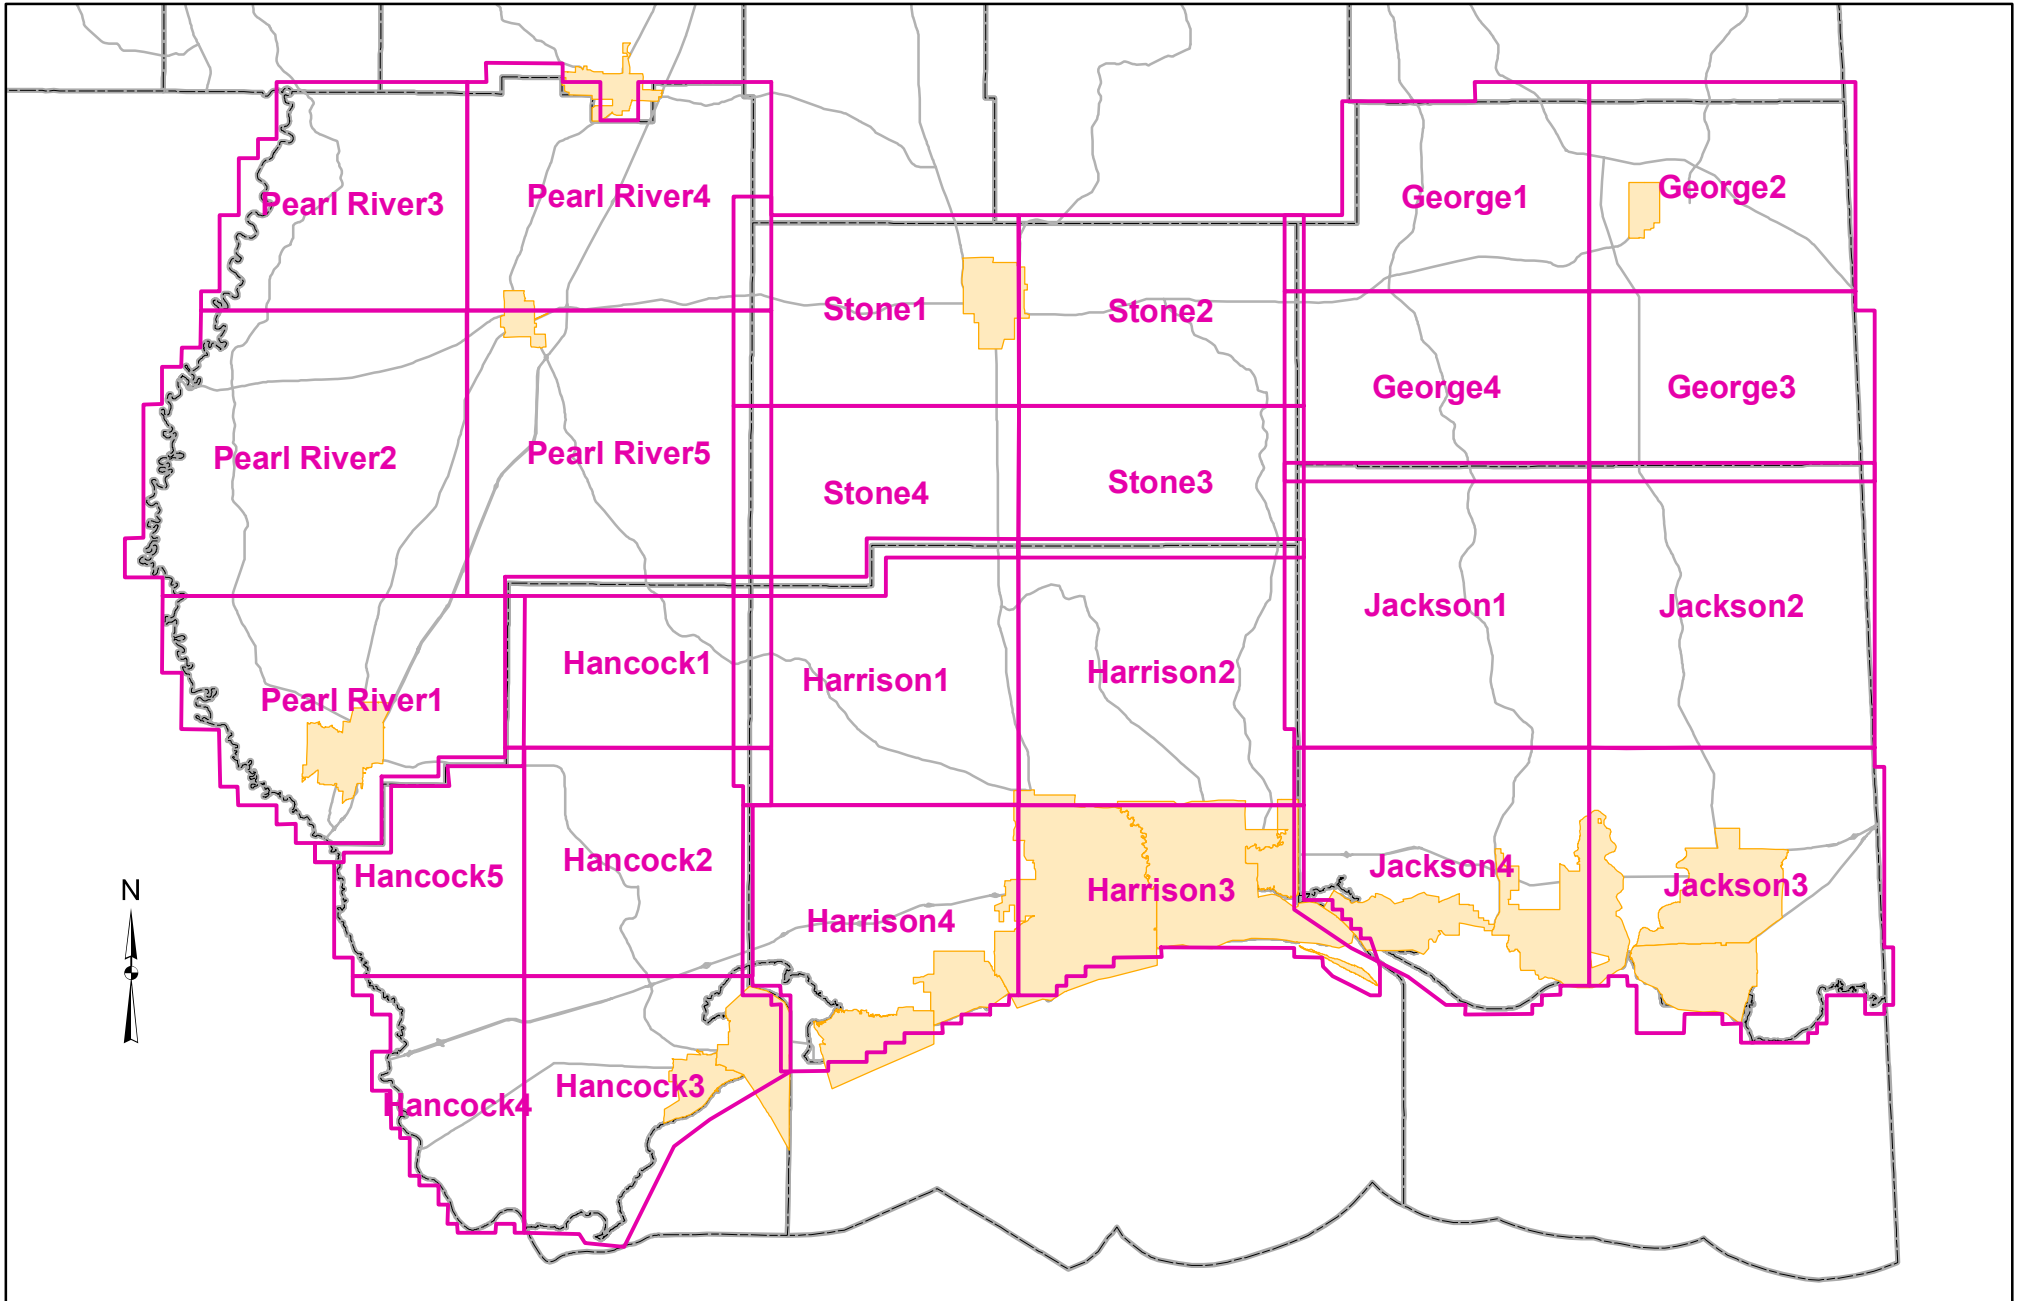 George2
Pearl River4
George1
Pearl River3
Stone1
Stone2
George4
George3
Pearl River5
Pearl River2
Stone3
Stone4
Jackson1
Jackson2
Hancock1
Harrison2
Harrison1
Pearl River1
Hancock2
Jackson4
Hancock5
Jackson3
Harrison3
N
Harrison4
Hancock3
Hancock4